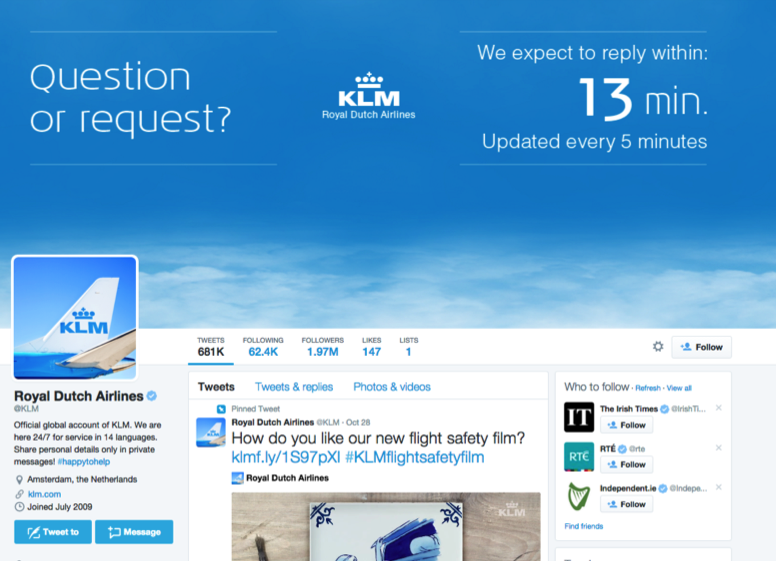 Question
or request?
KLM
Royal Dutch Airlines
We expect to reply within:
13 min.
Updated every 5 minutes
KLM
TWEETS
681K
FOLLOWING
62.4K
FOLLOWERS
1.97M
LIKES
147
LISTS
1
Follow
Royal Dutch Airlines
@KLM
Official global account of KLM. We are
here 24/7 for service in 14 languages.
Share personal details only in private
messages! #happytohelp
Amsterdam, the Netherlands
klm.com
Joined July 2009
Tweet to
Message
Tweets
Tweets & replies
Photos & videos
Pinned Tweet
Royal Dutch Airlines @KLM · Oct 28
How do you like our new flight safety film?
klmf.ly/1S97pXl #KLMflightsafetyfilm
Royal Dutch Airlines
KLM
Who to follow · Refresh · View all
IT
The Irish Times @IrishTi...
Follow
RTÉ
RTÉ @rte
Follow
Independent.ie @Indepe...
Follow
Find friends